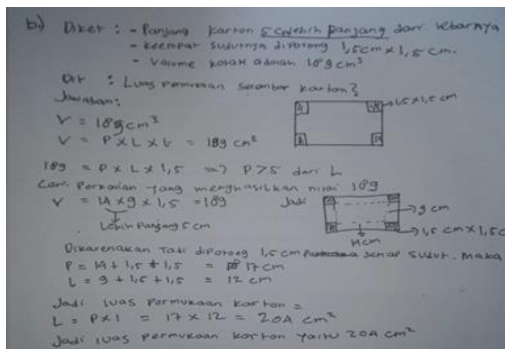 b.) Diket : - Panjang karton 5 cm lebih panjang dari lebarnya
- keempat sudutnya dipotong 1,5cm x 1,5 cm.
- Volume kotak adalah 189 cm³
Dit : Luas permukaan selembar karton?
Jawaban:
1,5 x 1,5 cm
V = 189 cm³
V = P x L x t = 189 cm³
189 = P x L x 1,5 => P > 5 dari L
Cari perkalian yang menghasilkan nilai 189
V = 14 x 9 x 1,5 = 189 Jadi
9 cm
Lebih panjang 5 cm
1,5 cm x 1,5 c
14 cm
Dikarenakan tadi dipotong 1,5 cm setiap sudut. maka
P = 14 + 1,5 + 1,5 = 17 cm
L = 9 + 1,5 + 1,5 = 12 cm
Jadi luas permukaan karton =
L = P x l = 17 x 12 = 204 cm²
Jadi luas permukaan karton yaitu 204 cm²